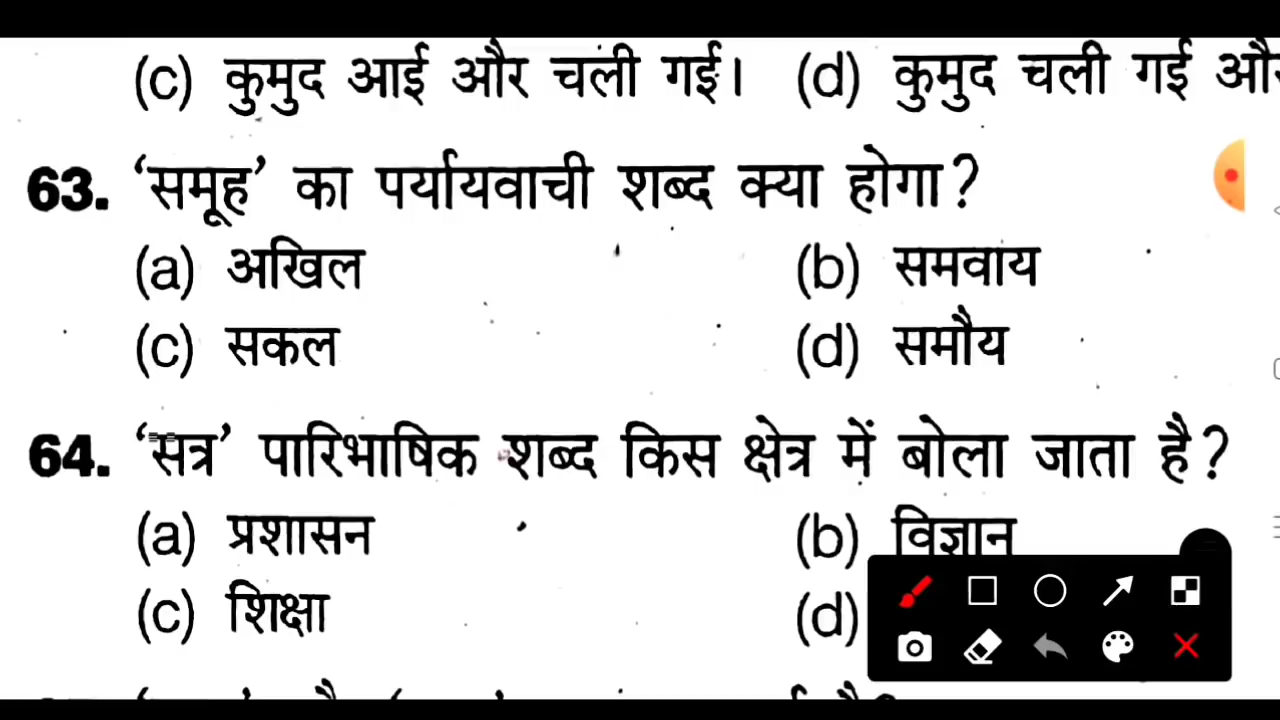 (c) कुमुद आई और चली गई। (d) कुमुद चली गई
63. ‘समूह’ का पर्यायवाची शब्द क्या होगा?
(a) अखिल (b) समवाय
(c) सकल (d) समौय
64. ‘सत्र’ पारिभाषिक शब्द किस क्षेत्र में बोला जाता है?
(a) प्रशासन (b) विज्ञान
(c) शिक्षा (d)